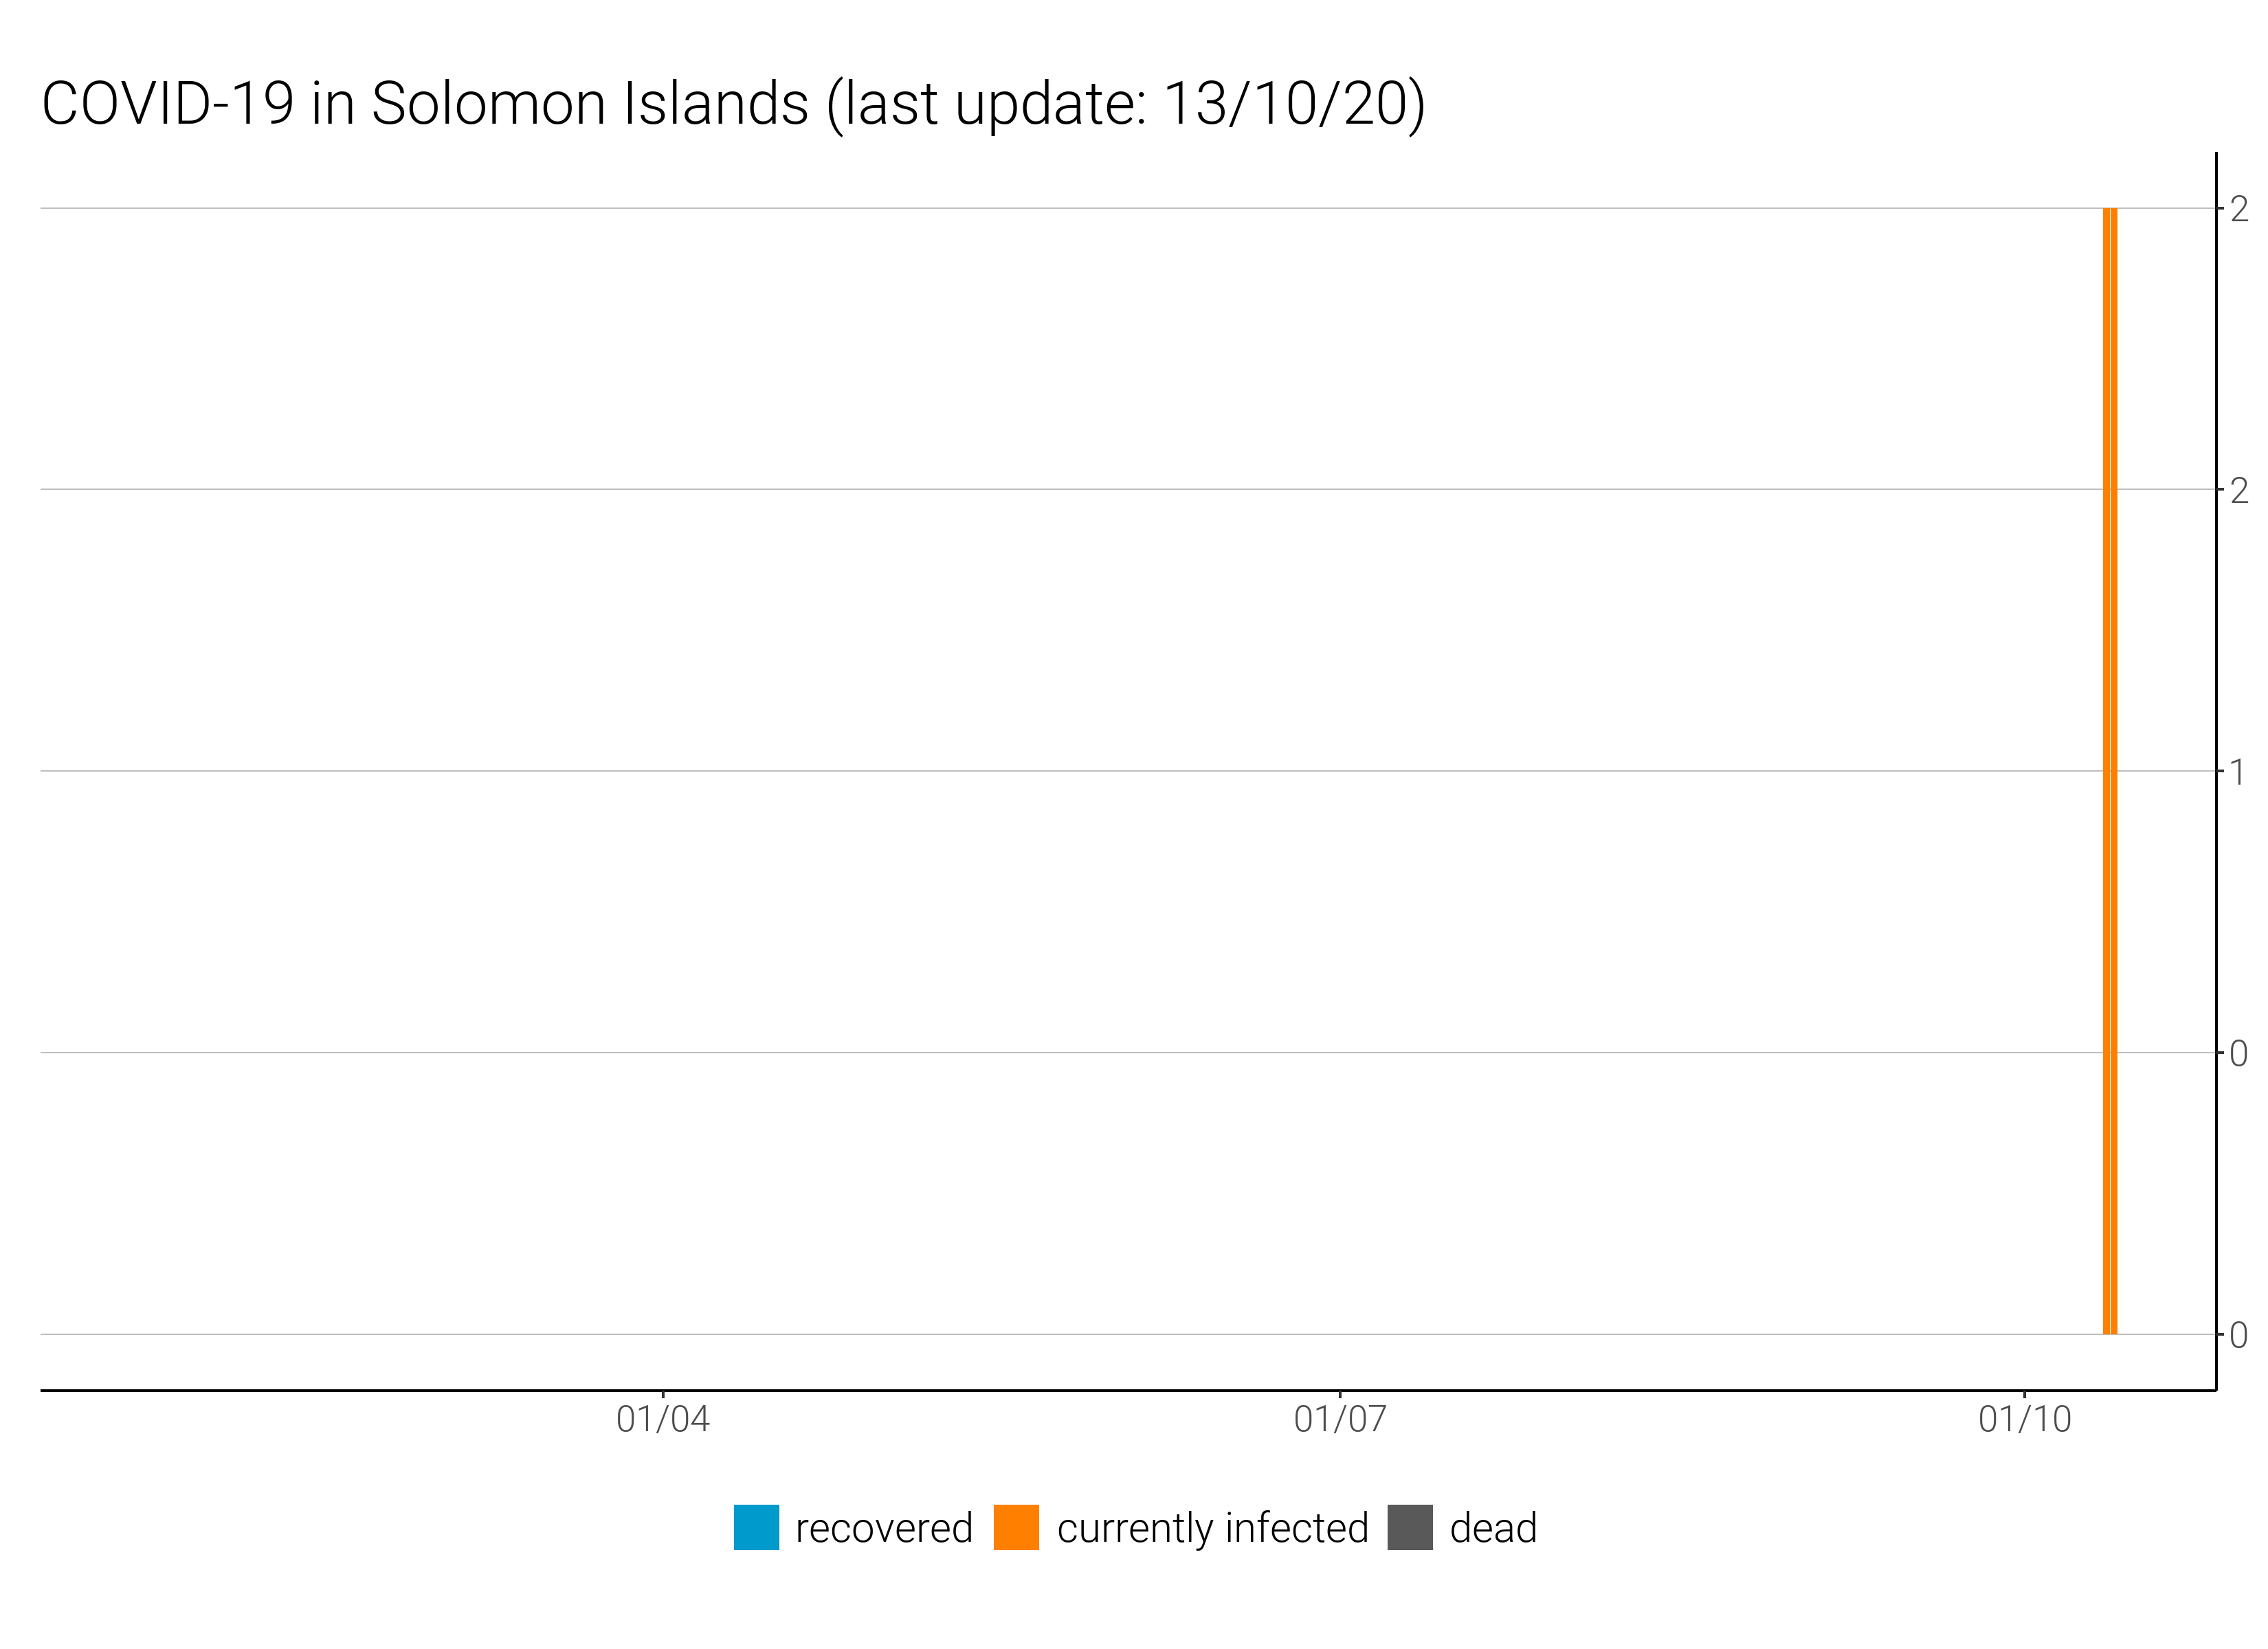 COVID-19 in Solomon Islands (last update: 13/10/20)
2
2
1
0
0
01/04 01/07 01/10
recovered currently infected dead